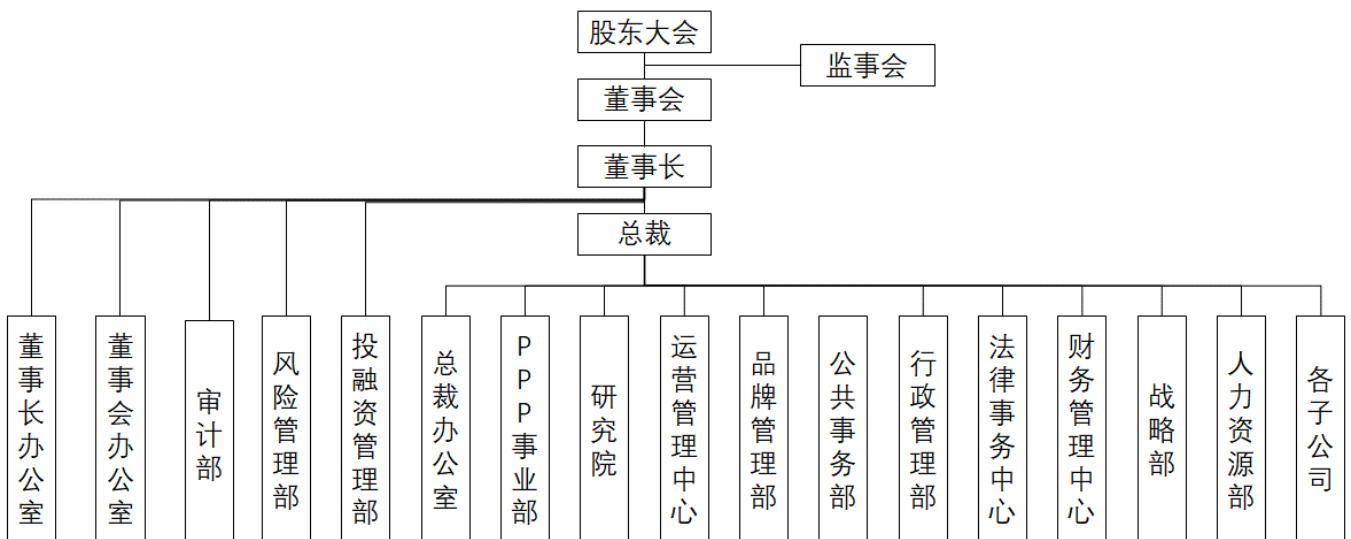 股东大会
监事会
董事会
董事长
总裁
董事长办公室
董事会办公室
审计部
风险管理部
投融资管理部
总裁办公室
PPP事业部
研究院
运营管理中心
品牌管理部
公共事务部
行政管理部
法律事务中心
财务管理中心
战略部
人力资源部
各子公司